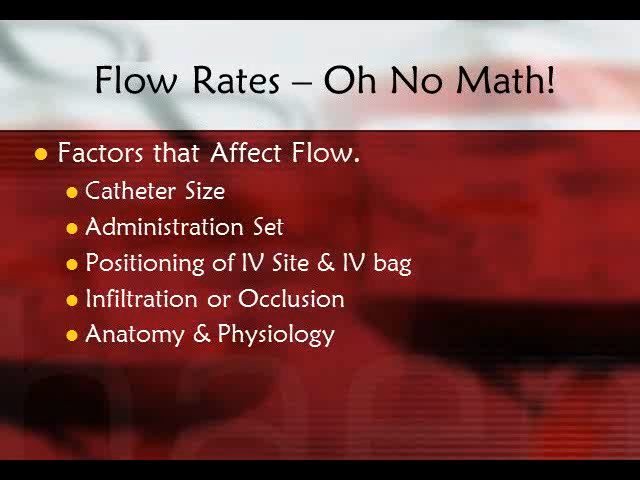 Flow Rates – Oh No Math!
Factors that Affect Flow.
Catheter Size
Administration Set
Positioning of IV Site & IV bag
Infiltration or Occlusion
Anatomy & Physiology